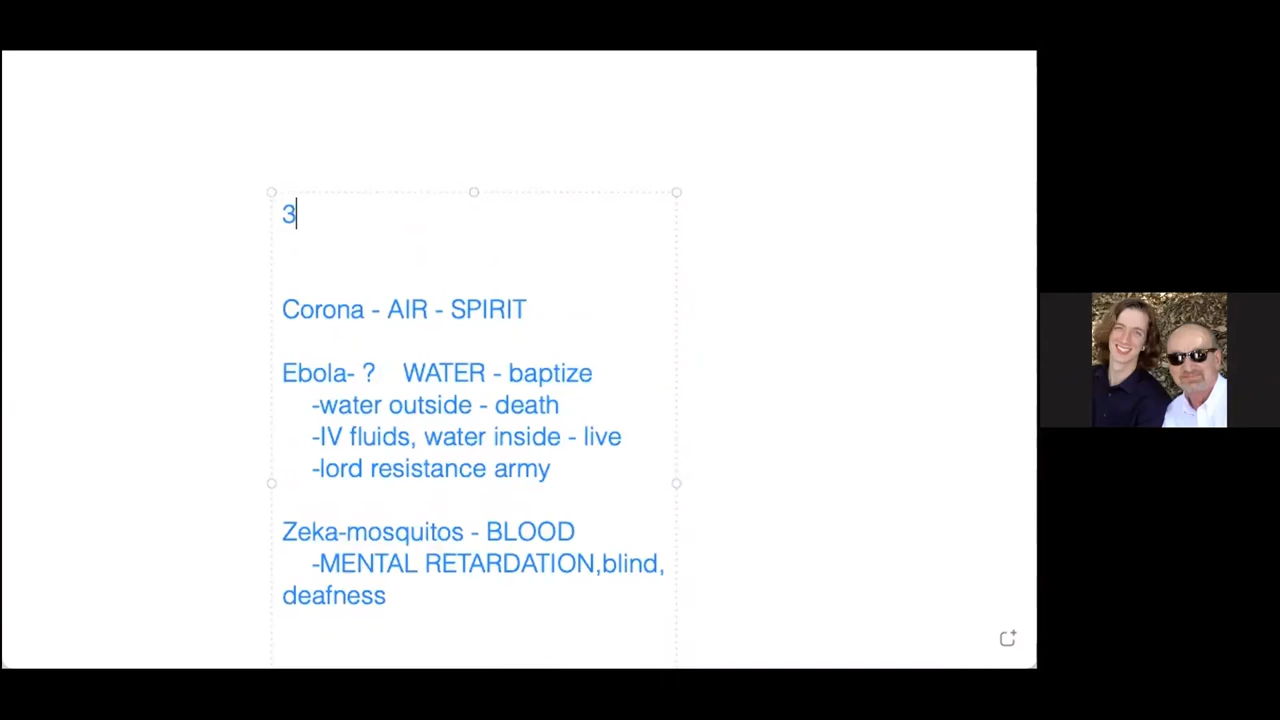 3
Corona - AIR - SPIRIT
Ebola- ? WATER - baptize
-water outside - death
-IV fluids, water inside - live
-lord resistance army
Zeka-mosquitos - BLOOD
-MENTAL RETARDATION,blind,
deafness